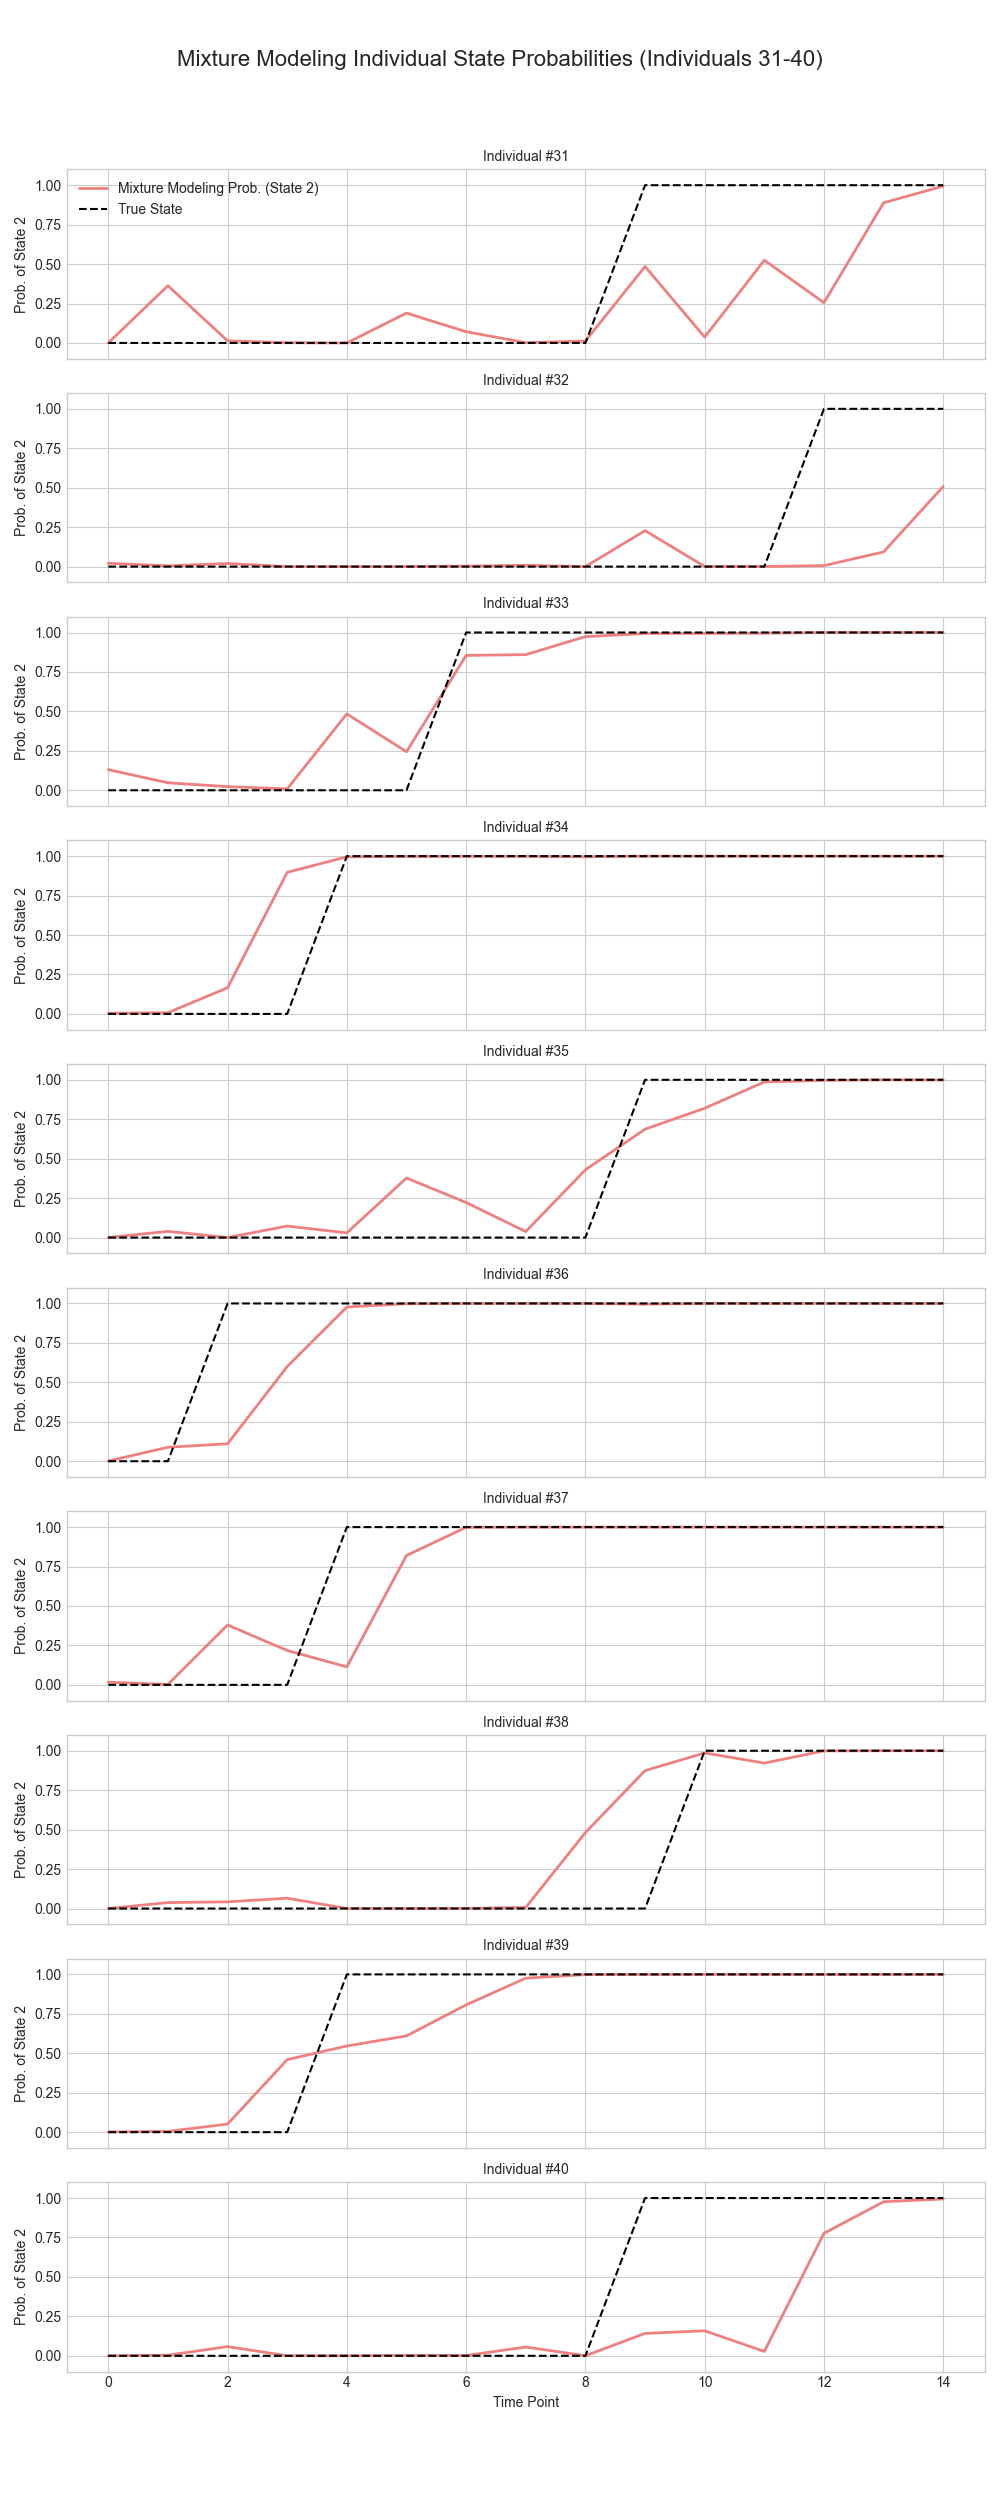 Mixture Modeling Individual State Probabilities (Individuals 31-40)
Individual #31
Mixture Modeling Prob. (State 2)
True State
1.00
0.75
0.50
0.25
0.00
Prob. of State 2
Individual #32
1.00
0.75
0.50
0.25
0.00
Prob. of State 2
Individual #33
1.00
0.75
0.50
0.25
0.00
Prob. of State 2
Individual #34
1.00
0.75
0.50
0.25
0.00
Prob. of State 2
Individual #35
1.00
0.75
0.50
0.25
0.00
Prob. of State 2
Individual #36
1.00
0.75
0.50
0.25
0.00
Prob. of State 2
Individual #37
1.00
0.75
0.50
0.25
0.00
Prob. of State 2
Individual #38
1.00
0.75
0.50
0.25
0.00
Prob. of State 2
Individual #39
1.00
0.75
0.50
0.25
0.00
Prob. of State 2
Individual #40
1.00
0.75
0.50
0.25
0.00
Prob. of State 2
0 2 4 6 8 10 12 14
Time Point